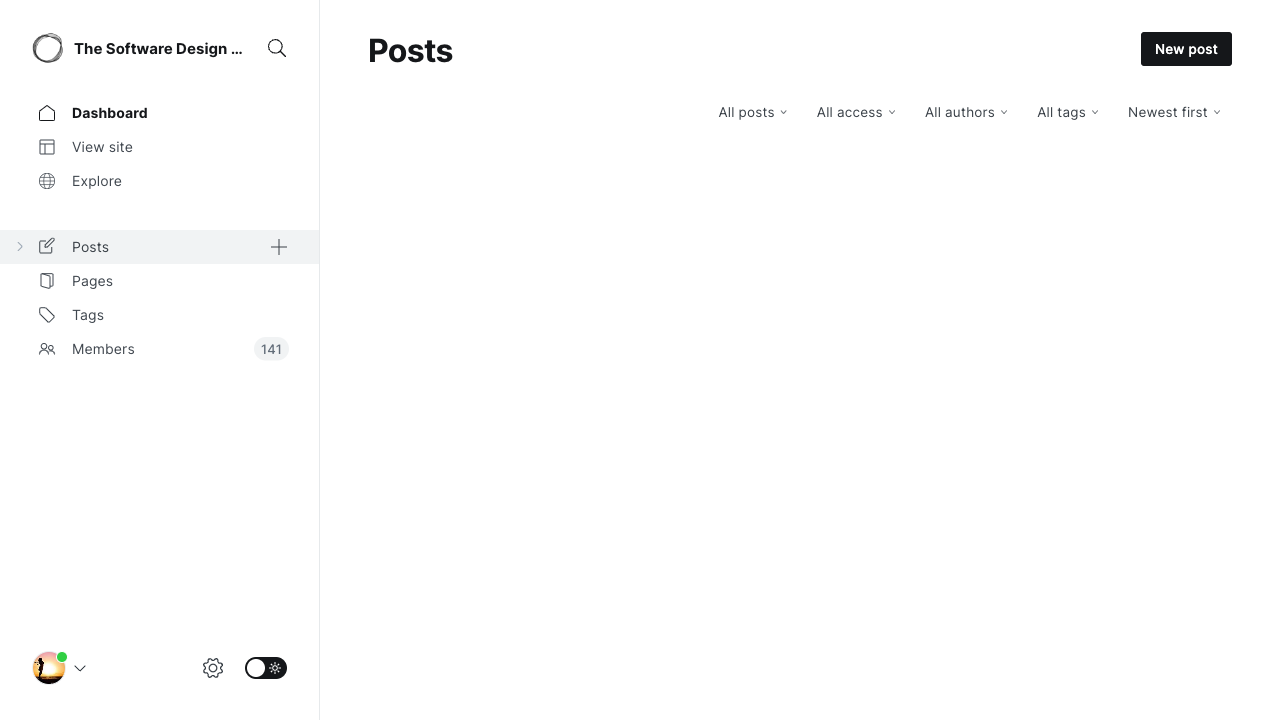 The Software Design ...
Dashboard
View site
Explore
Posts
Pages
Tags
Members
141
Posts
New post
All posts
All access
All authors
All tags
Newest first